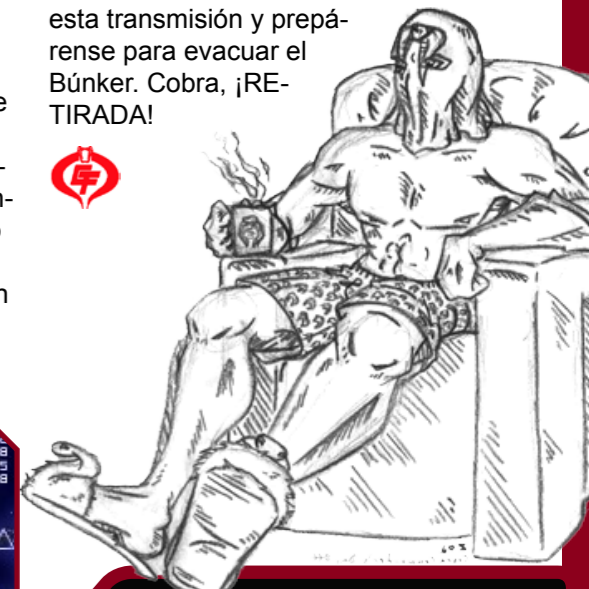 esta transmisión y prepá-
rense para evacuar el
Búnker. Cobra, ¡RE-
TIRADA!